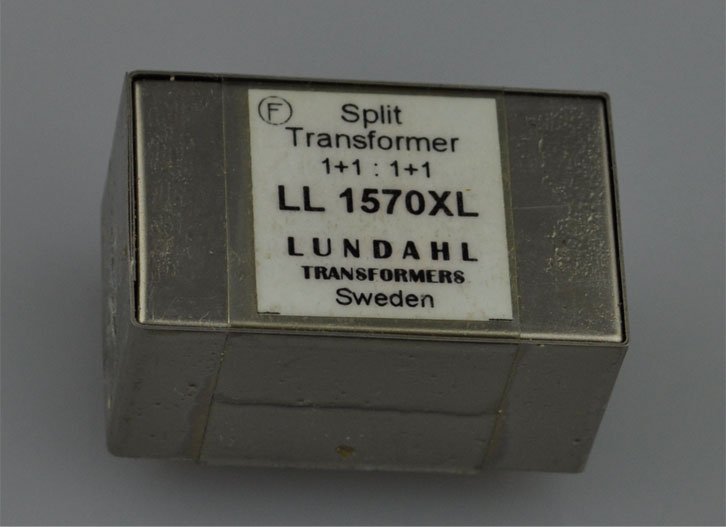 Ⓕ Split
Transformer
1+1 : 1+1
LL 1570XL
LUNDAHL
TRANSFORMERS
Sweden